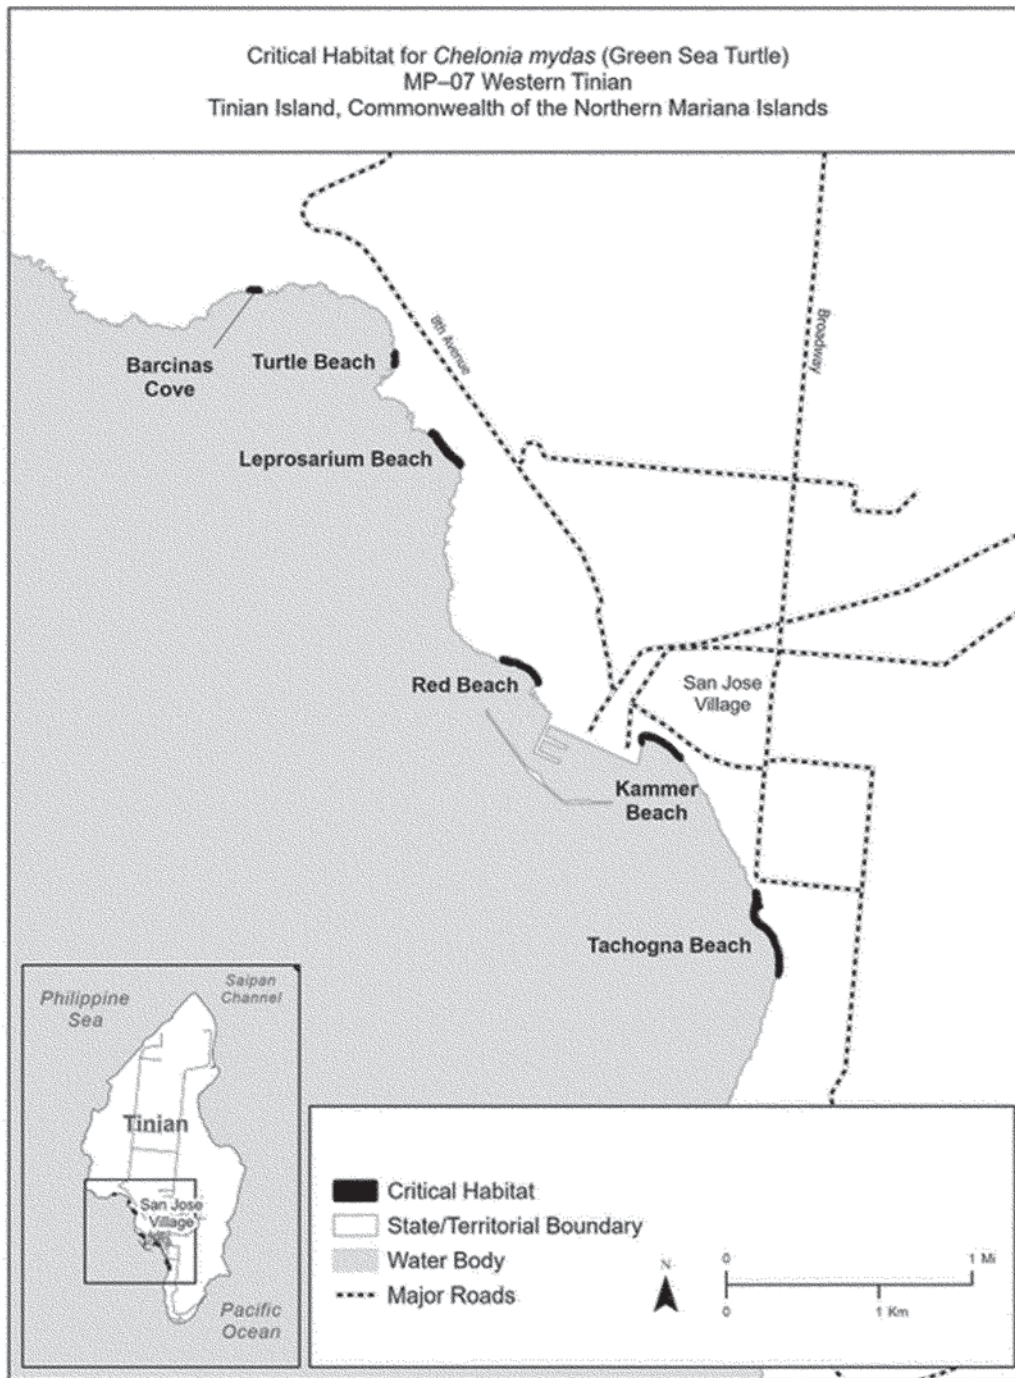 Critical Habitat for Chelonia mydas (Green Sea Turtle)
MP–07 Western Tinian
Tinian Island, Commonwealth of the Northern Mariana Islands
8th Avenue
Broadway
Barcinas
Cove
Turtle Beach
Leprosarium Beach
Red Beach
San Jose
Village
Kammer
Beach
Tachogna Beach
Philippine
Sea
Saipan
Channel
Tinian
San Jose
Village
Pacific
Ocean
Critical Habitat
State/Territorial Boundary
Water Body
Major Roads
N
0
1 Mi
0
1 Km